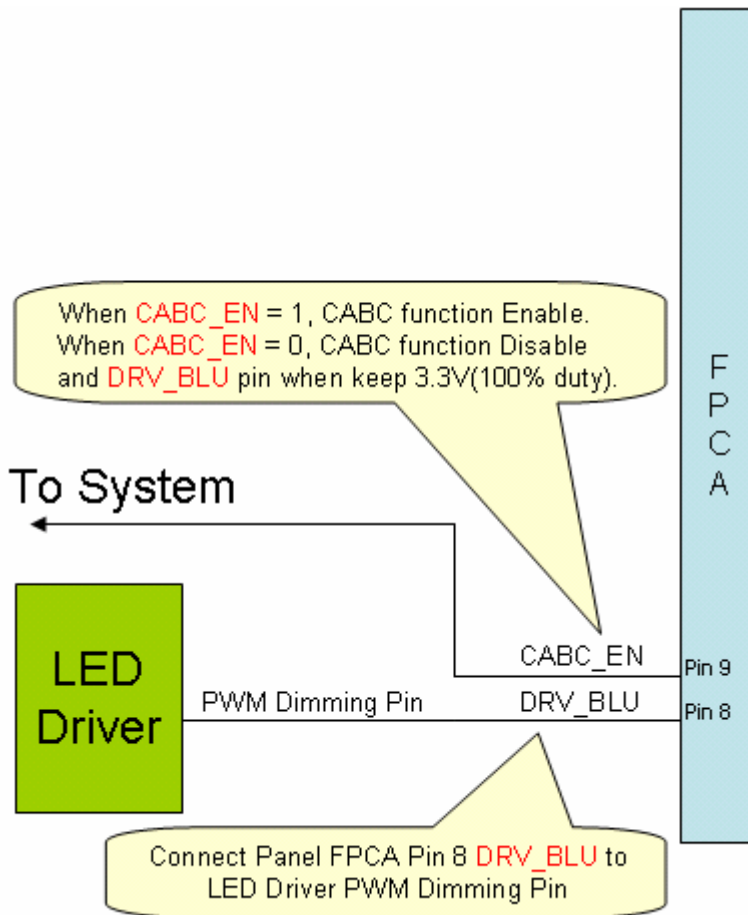 When CABC_EN = 1, CABC function Enable.
When CABC_EN = 0, CABC function Disable
and DRV_BLU pin when keep 3.3V(100% duty).
F
P
C
A
To System
LED
Driver
PWM Dimming Pin
CABC_EN
Pin 9
DRV_BLU
Pin 8
Connect Panel FPCA Pin 8 DRV_BLU to
LED Driver PWM Dimming Pin